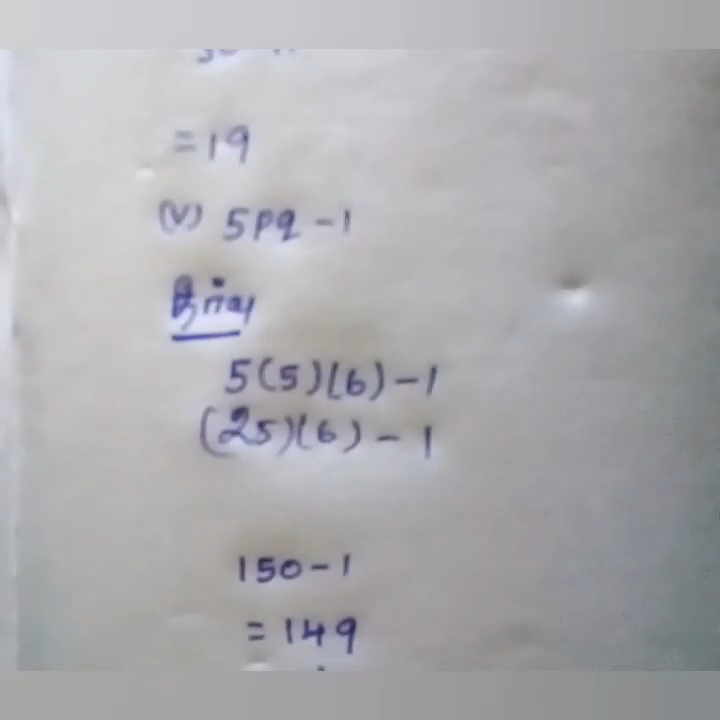 = 19
(v) 5pq - 1
தீர்வு
5(5)(6) - 1
(25)(6) - 1
150 - 1
= 149